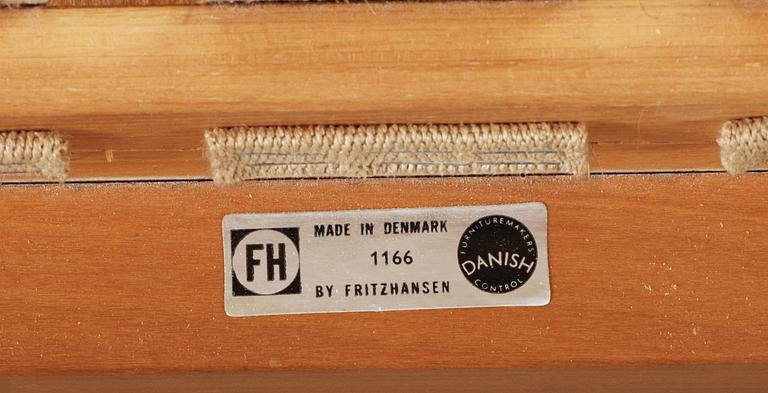 FH
MADE IN DENMARK
1166
BY FRITZHANSEN
FURNITUREMAKERS
DANISH
CONTROL